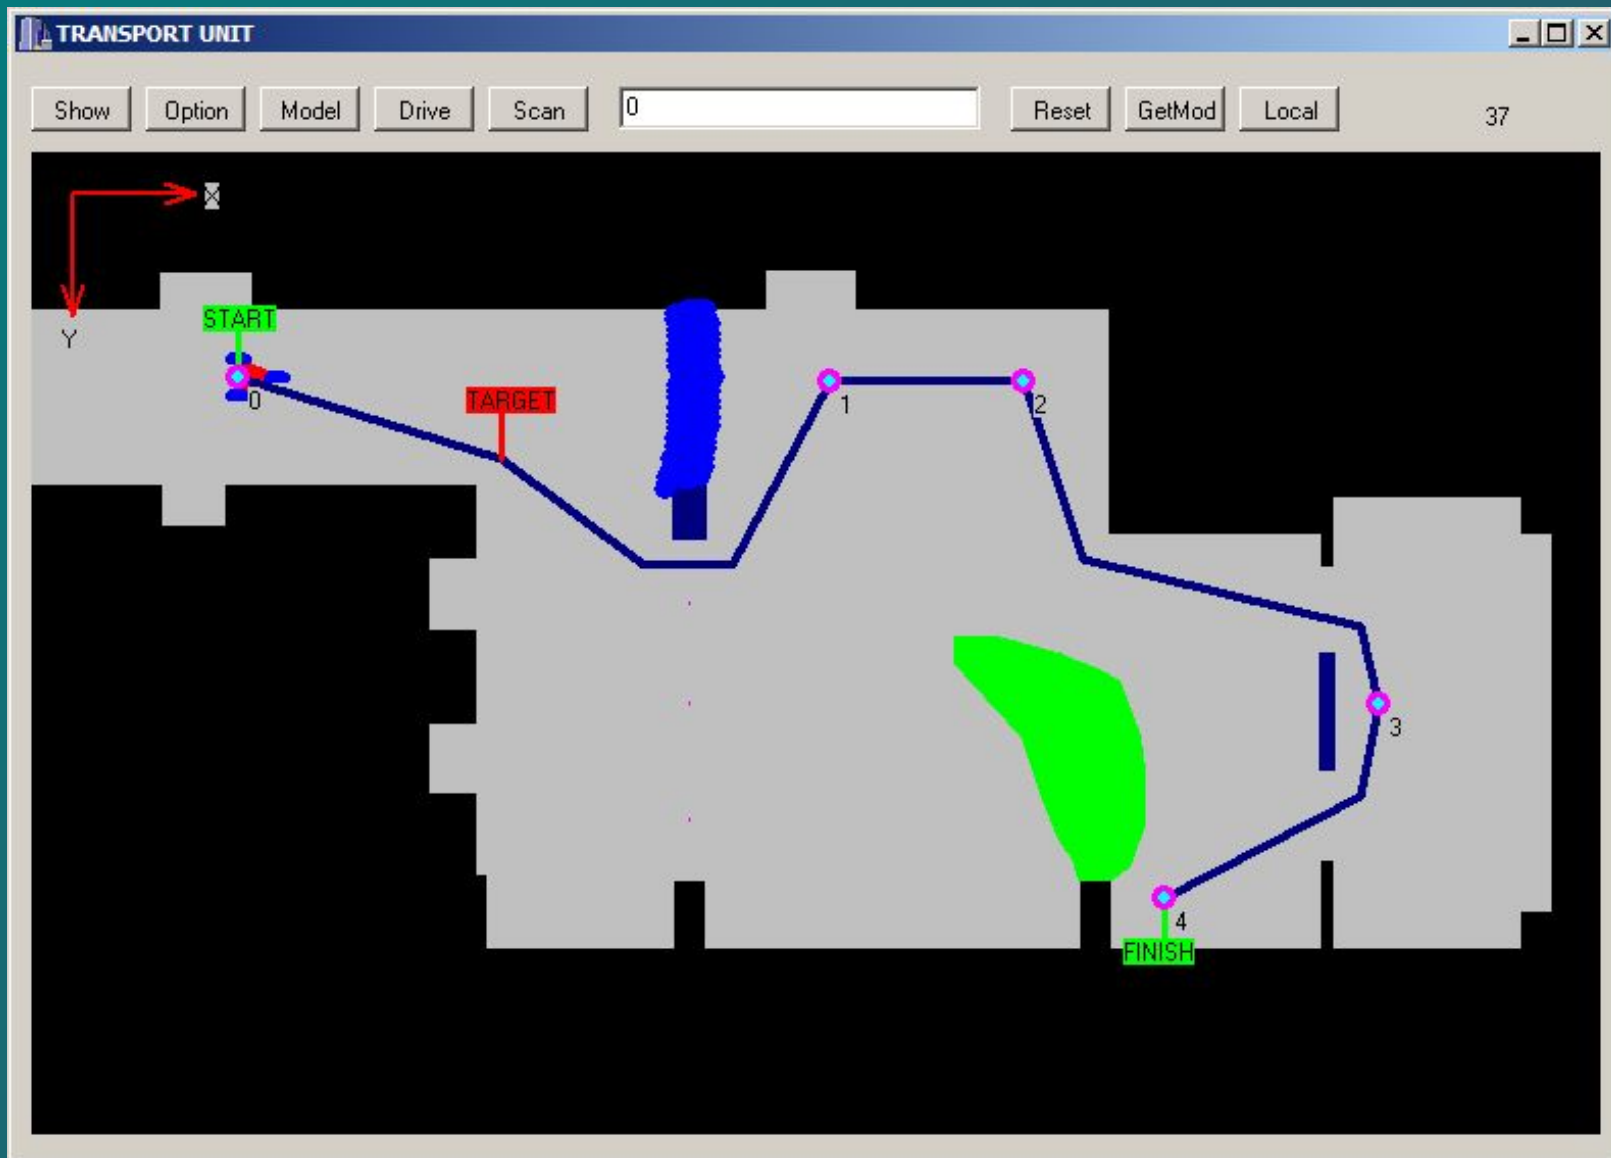 TRANSPORT UNIT
Show Option Model Drive Scan 0 Reset GetMod Local 37
X
Y
START
0
TARGET
1
2
3
4
FINISH